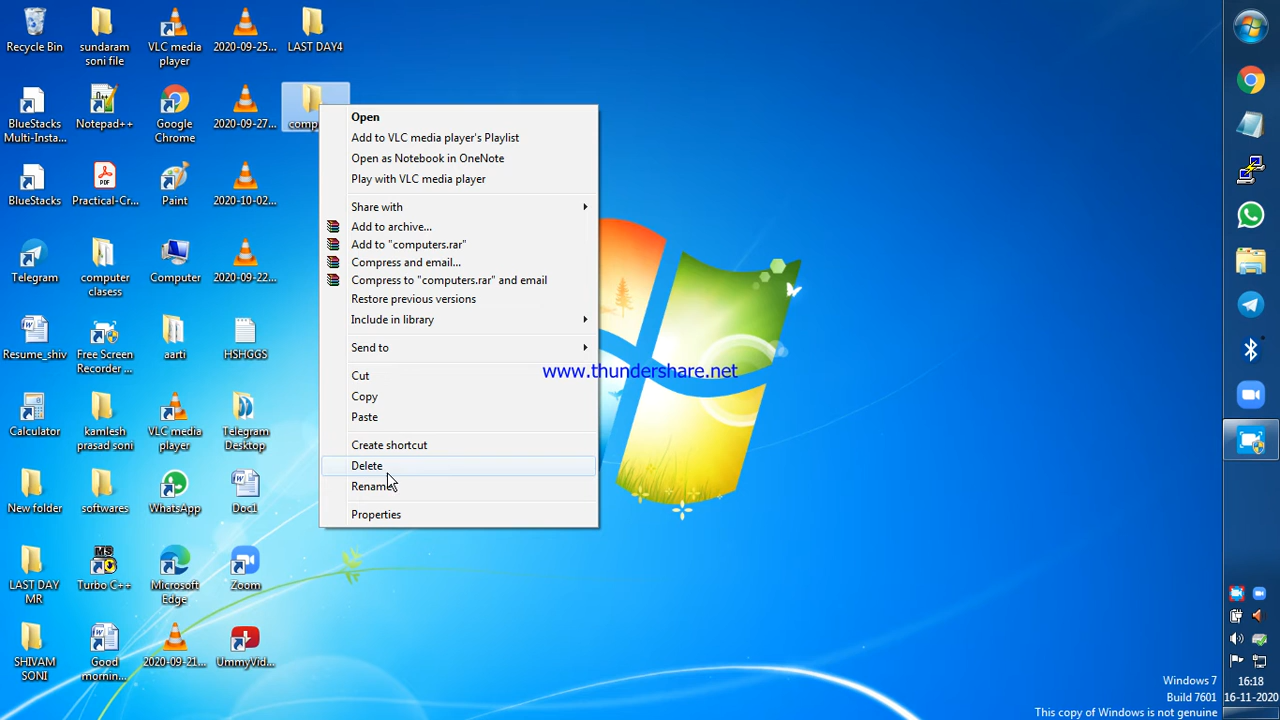 Recycle Bin
sundaram
soni file
VLC media
player
2020-09-25...
LAST DAY4
BlueStacks
Multi-Insta...
Notepad++
Google
Chrome
2020-09-27...
comp
BlueStacks
Practical-Cr...
Paint
2020-10-02...
Telegram
computer
clasess
Computer
2020-09-22...
Resume_shiv
Free Screen
Recorder ...
aarti
HSHGGS
Calculator
kamlesh
prasad soni
VLC media
player
Telegram
Desktop
New folder
softwares
WhatsApp
Doc1
LAST DAY
MR
Turbo C++
Microsoft
Edge
Zoom
SHIVAM
SONI
Good
mornin...
2020-09-21...
UmmyVid...
Open
Add to VLC media player's Playlist
Open as Notebook in OneNote
Play with VLC media player
Share with
Add to archive...
Add to "computers.rar"
Compress and email...
Compress to "computers.rar" and email
Restore previous versions
Include in library
Send to
Cut
Copy
Paste
Create shortcut
Delete
Rename
Properties
www.thundershare.net
16:18
16-11-2020
Windows 7
Build 7601
This copy of Windows is not genuine